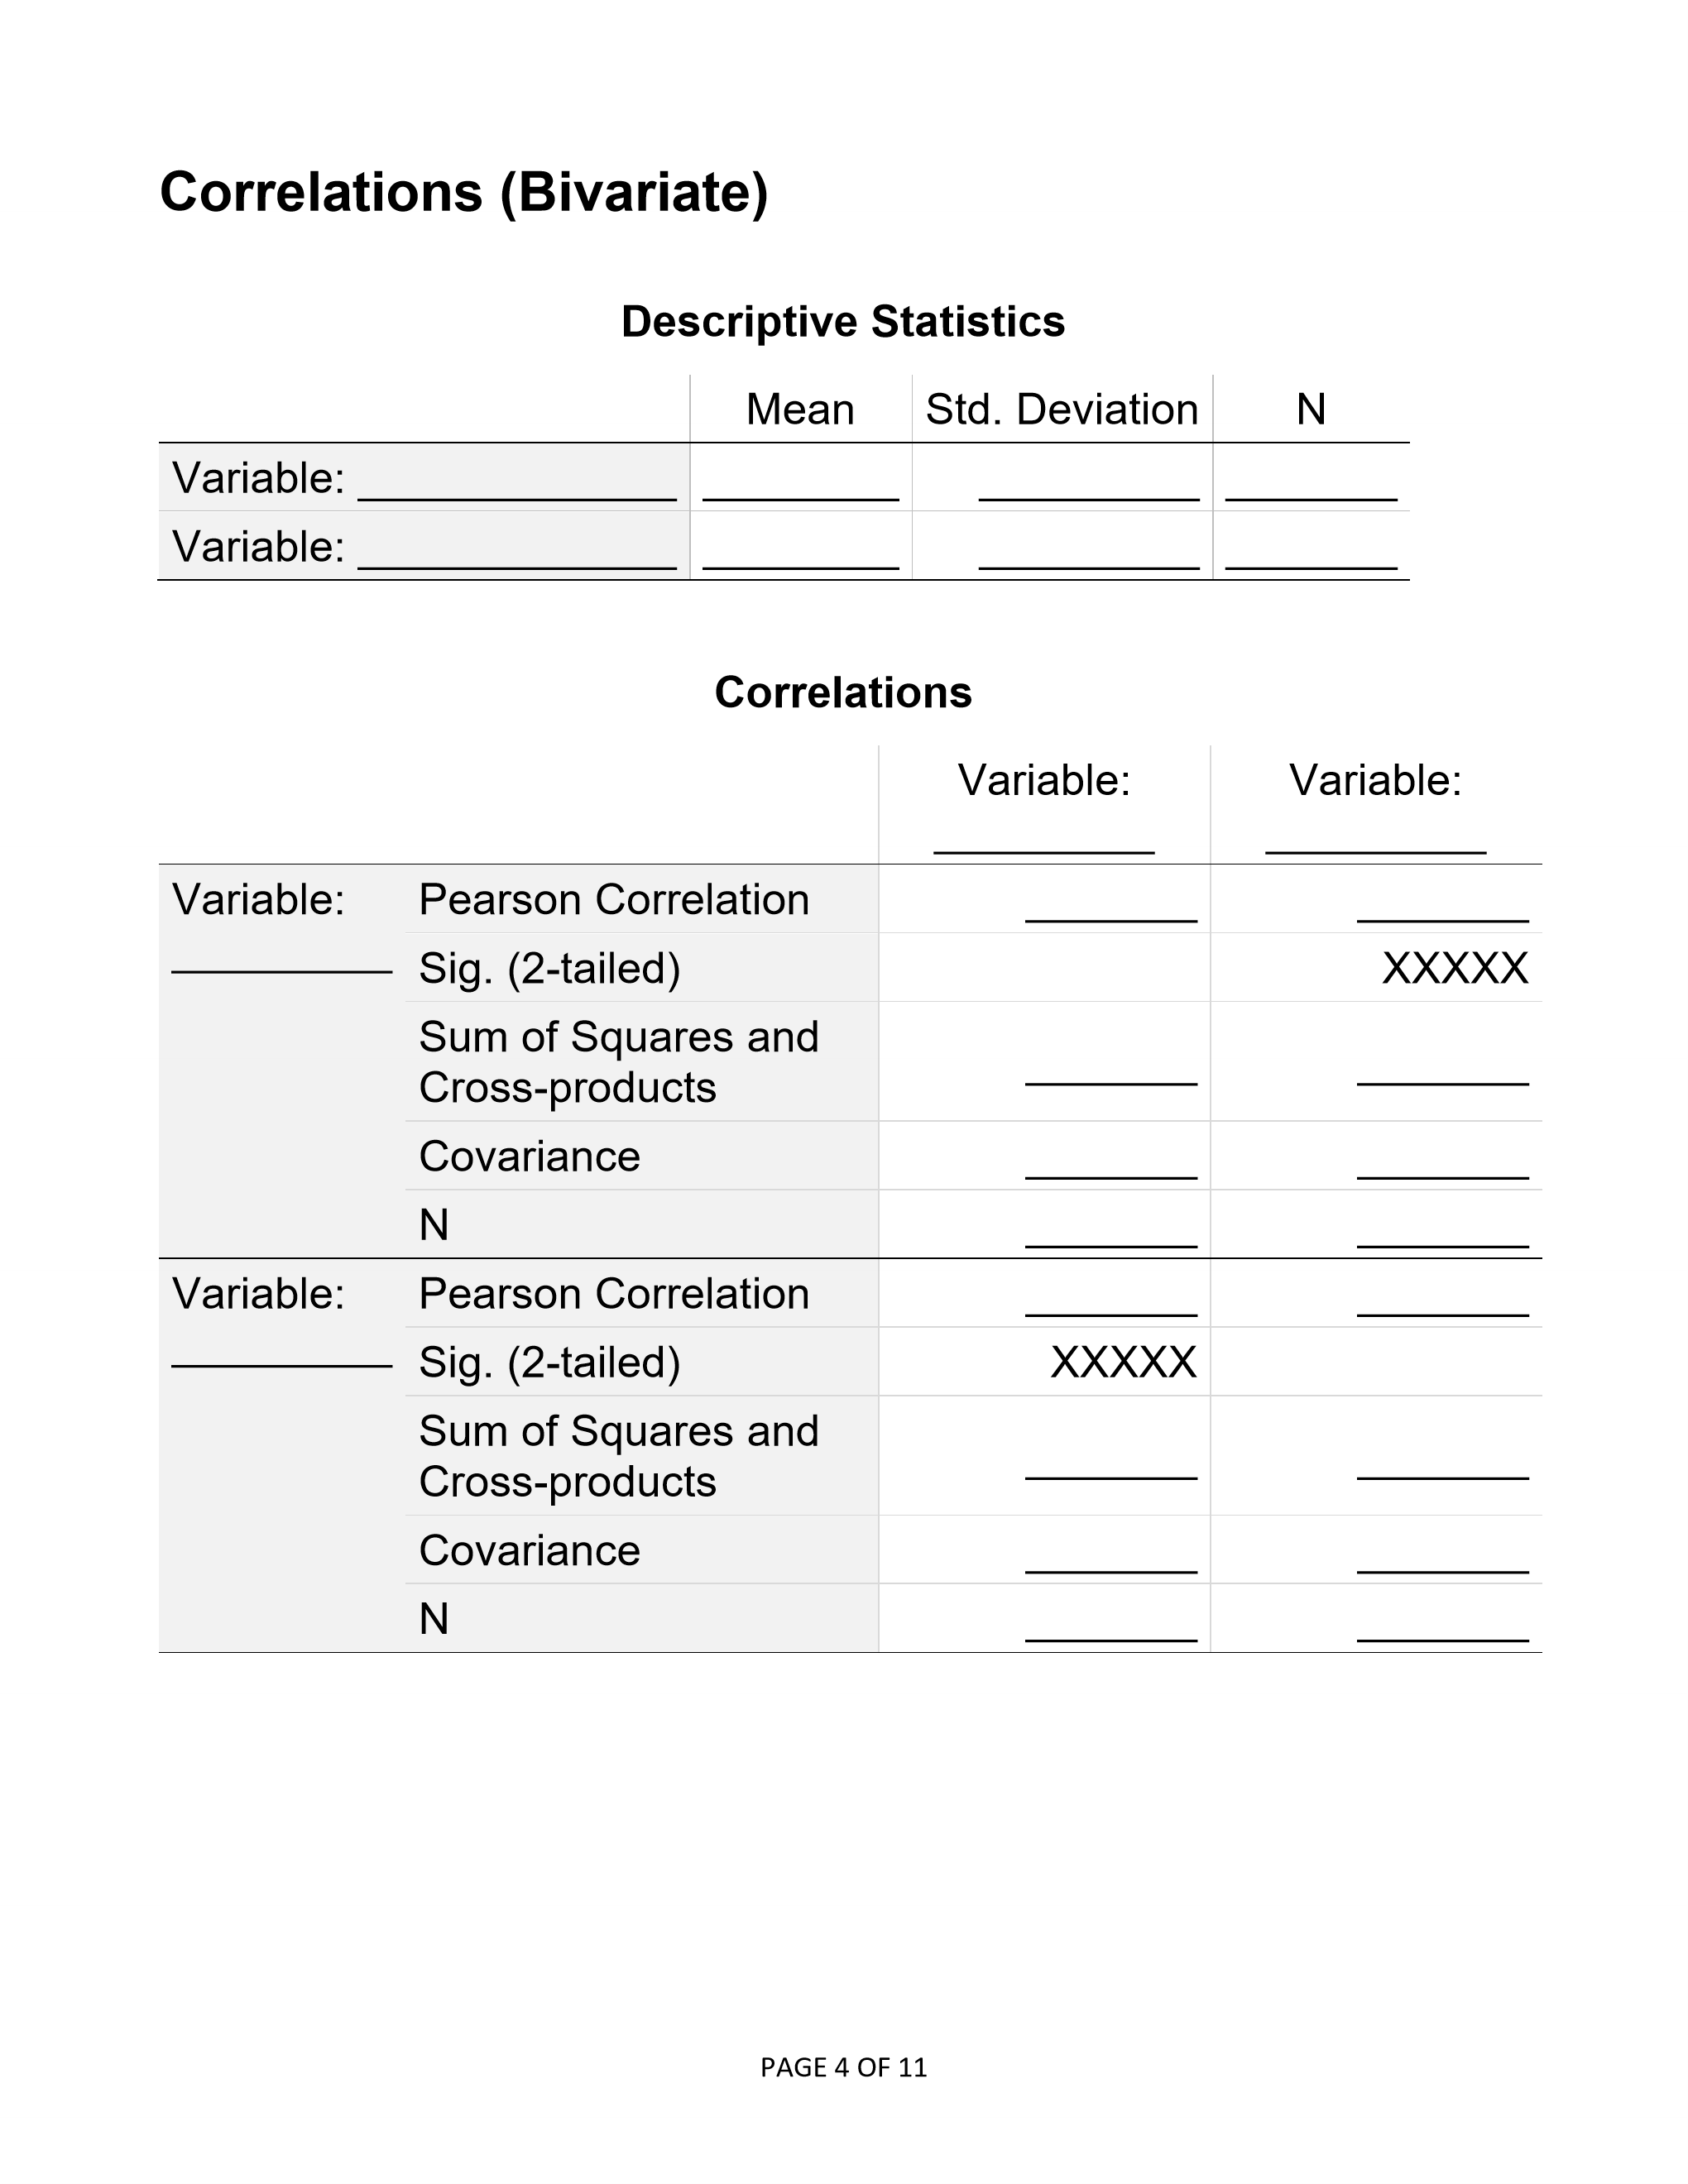 Correlations (Bivariate)
Descriptive Statistics
Mean Std. Deviation N
Variable: ______________ ________ _________ _______
Variable: ______________ ________ _________ _______
Correlations
Variable: Variable:
_________ _________
Variable: Pearson Correlation _______ _______
_________ Sig. (2-tailed) XXXXX
Sum of Squares and
Cross-products _______ _______
Covariance _______ _______
N _______ _______
Variable: Pearson Correlation _______ _______
_________ Sig. (2-tailed) XXXXX
Sum of Squares and
Cross-products _______ _______
Covariance _______ _______
N _______ _______
PAGE 4 OF 11